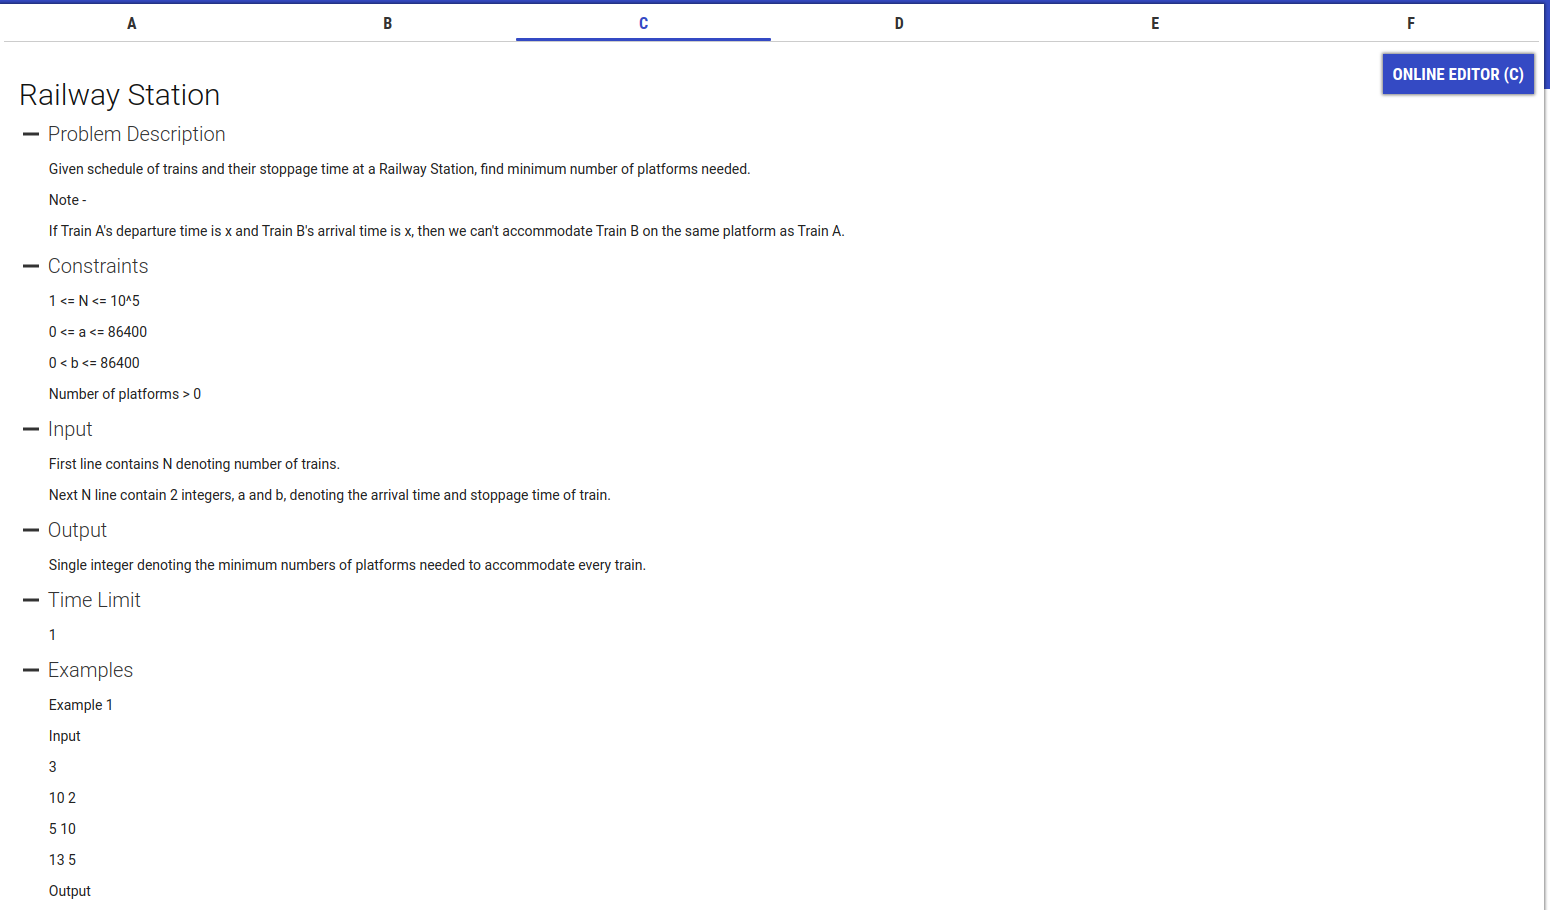 A B C D E F
ONLINE EDITOR (C)
Railway Station
Problem Description
Given schedule of trains and their stoppage time at a Railway Station, find minimum number of platforms needed.
Note -
If Train A's departure time is x and Train B's arrival time is x, then we can't accommodate Train B on the same platform as Train A.
Constraints
1 <= N <= 10^5
0 <= a <= 86400
0 < b <= 86400
Number of platforms > 0
Input
First line contains N denoting number of trains.
Next N line contain 2 integers, a and b, denoting the arrival time and stoppage time of train.
Output
Single integer denoting the minimum numbers of platforms needed to accommodate every train.
Time Limit
1
Examples
Example 1
Input
3
10 2
5 10
13 5
Output